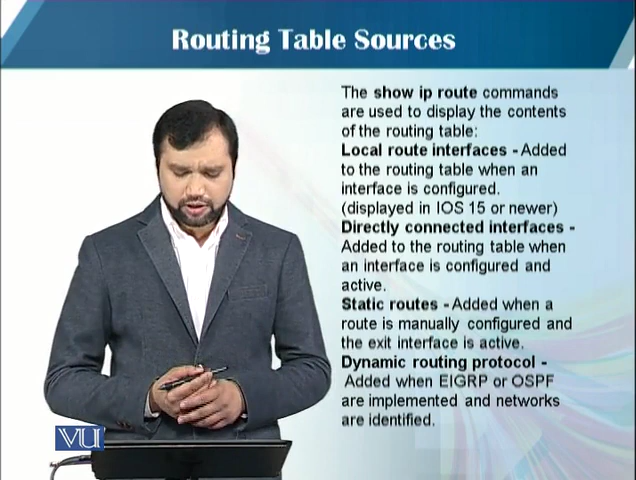 Routing Table Sources
The show ip route commands
are used to display the contents
of the routing table:
Local route interfaces - Added
to the routing table when an
interface is configured.
(displayed in IOS 15 or newer)
Directly connected interfaces -
Added to the routing table when
an interface is configured and
active.
Static routes - Added when a
route is manually configured and
the exit interface is active.
Dynamic routing protocol -
Added when EIGRP or OSPF
are implemented and networks
are identified.
VU